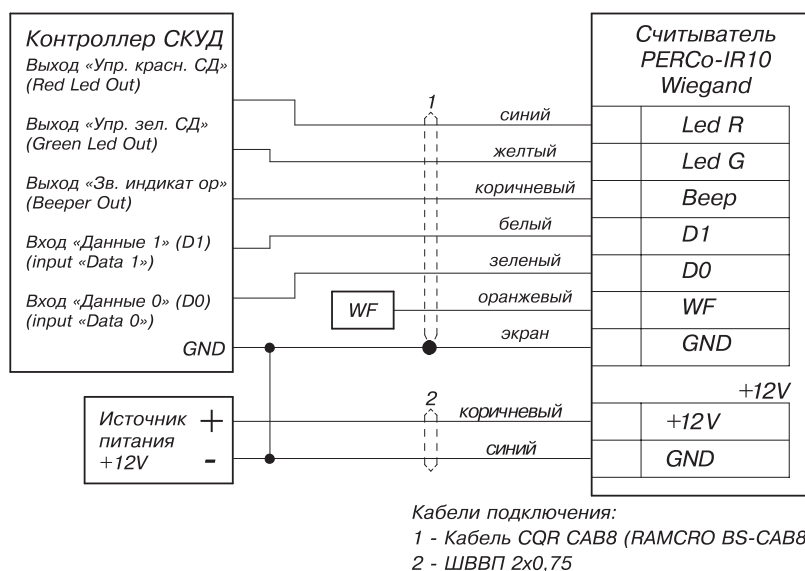 Контроллер СКУД
Выход «Упр. красн. СД»
(Red Led Out)
Выход «Упр. зел. СД»
(Green Led Out)
Выход «Зв. индикат ор»
(Beeper Out)
Вход «Данные 1» (D1)
(input «Data 1»)
Вход «Данные 0» (D0)
(input «Data 0»)
GND
1
синий
желтый
коричневый
белый
зеленый
оранжевый
экран
WF
Считыватель
PERCo-IR10
Wiegand
Led R
Led G
Beep
D1
D0
WF
GND
+12V
+12V
GND
Источник
питания
+12V
+
-
2
коричневый
синий
Кабели подключения:
1 - Кабель CQR CAB8 (RAMCRO BS-CAB8
2 - ШВВП 2x0,75